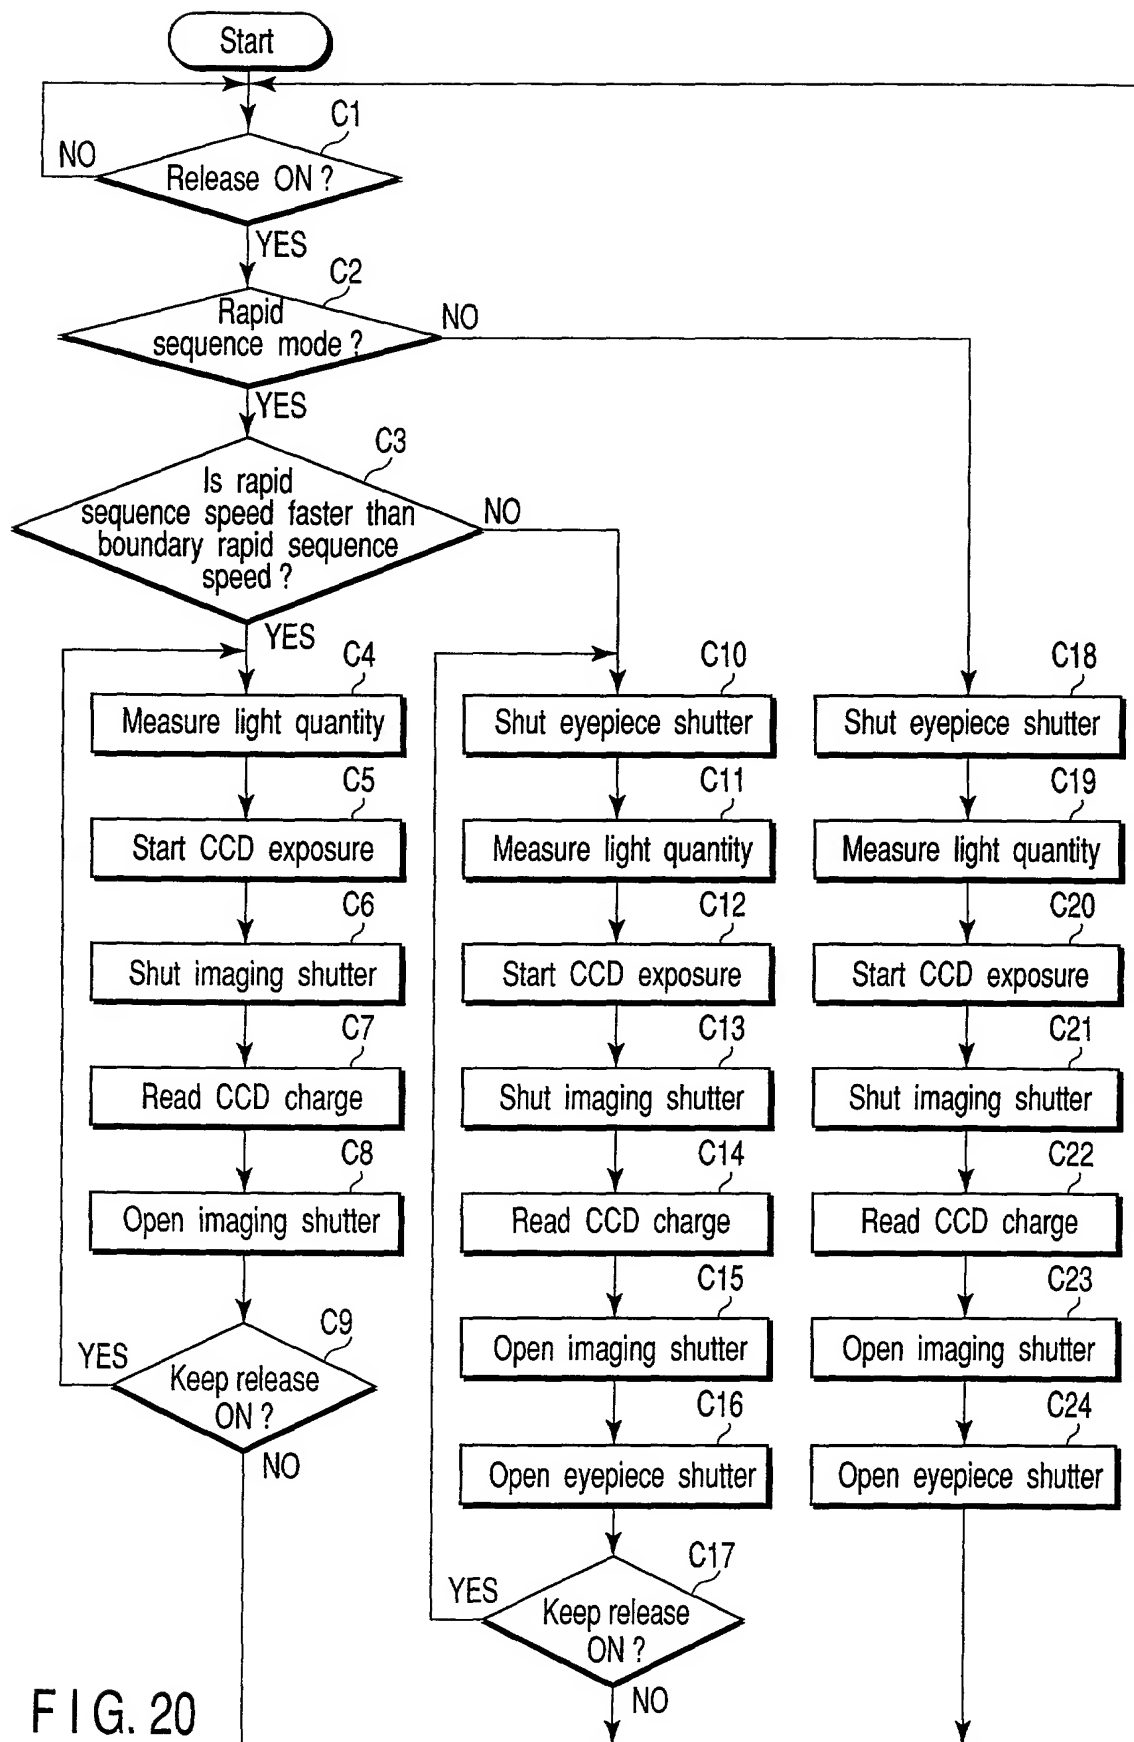 Start
C1
NO
Release ON ?
YES
C2
Rapid
sequence mode ?
NO
YES
C3
Is rapid
sequence speed faster than
boundary rapid sequence
speed ?
NO
YES
C4
Measure light quantity
C5
Start CCD exposure
C6
Shut imaging shutter
C7
Read CCD charge
C8
Open imaging shutter
C9
YES
Keep release
ON ?
NO
C10
Shut eyepiece shutter
C11
Measure light quantity
C12
Start CCD exposure
C13
Shut imaging shutter
C14
Read CCD charge
C15
Open imaging shutter
C16
Open eyepiece shutter
C17
YES
Keep release
ON ?
NO
C18
Shut eyepiece shutter
C19
Measure light quantity
C20
Start CCD exposure
C21
Shut imaging shutter
C22
Read CCD charge
C23
Open imaging shutter
C24
Open eyepiece shutter
FIG. 20